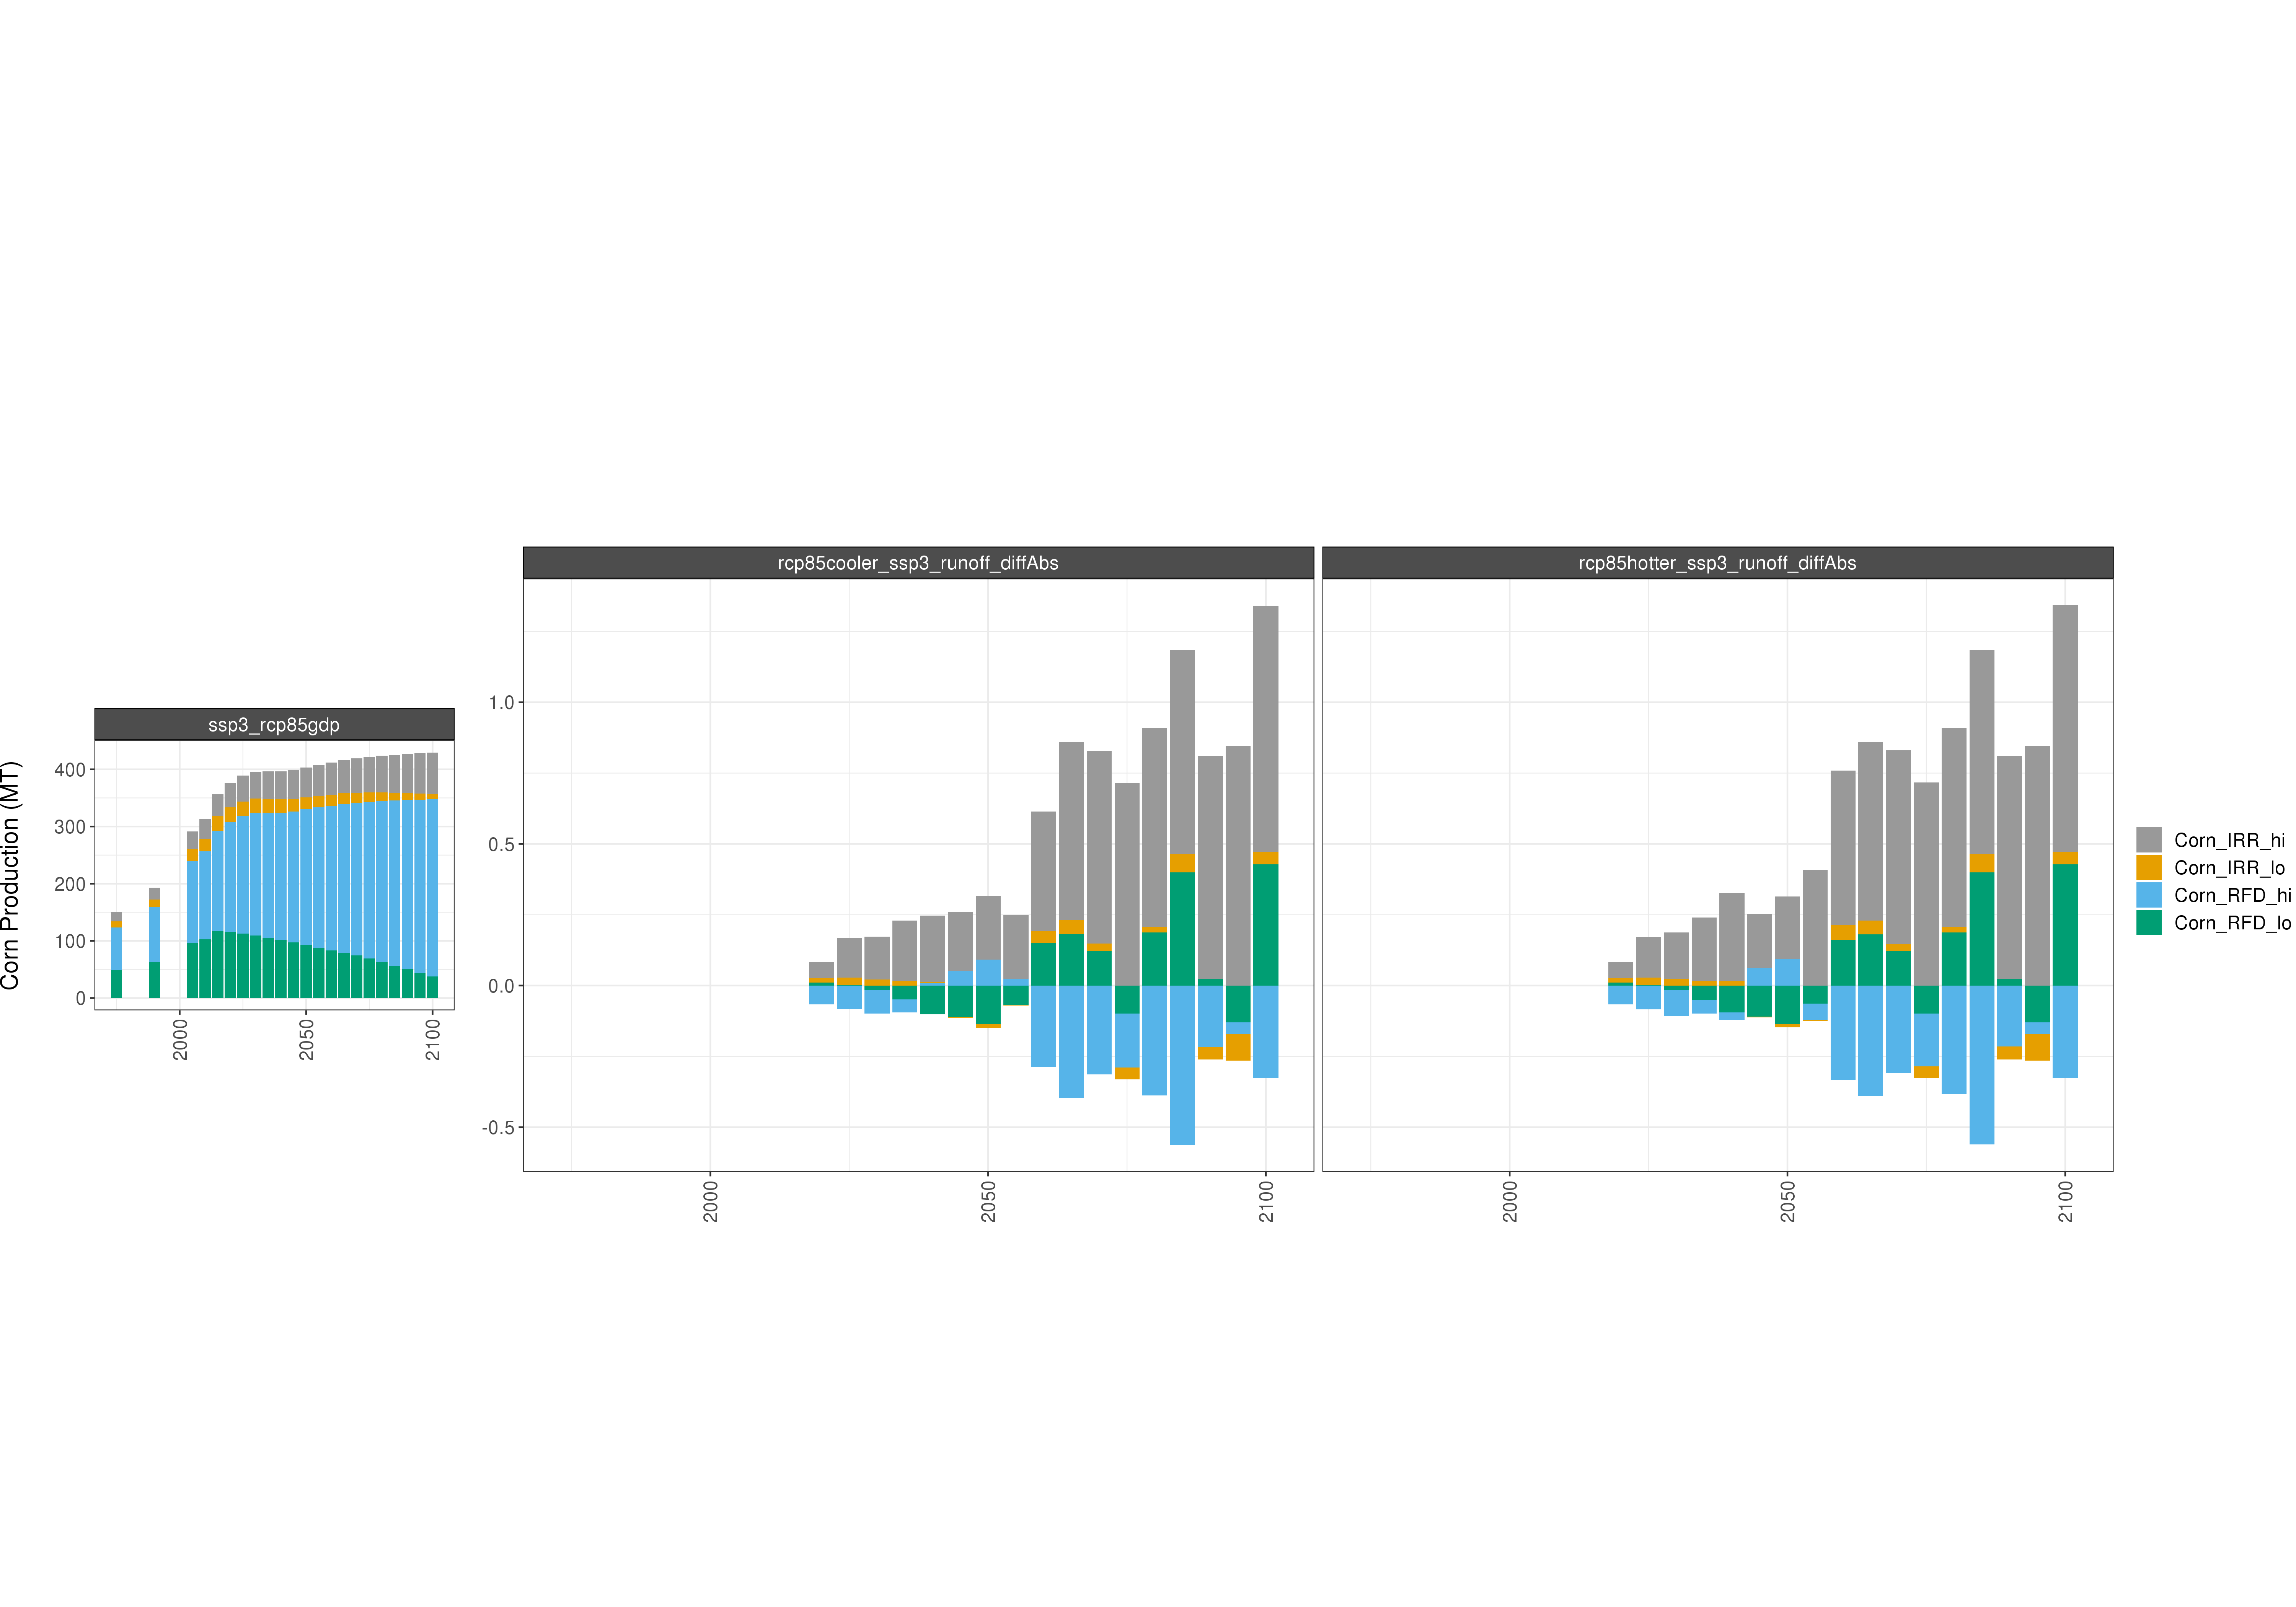 rcp85cooler_ssp3_runoff_diffAbs
rcp85hotter_ssp3_runoff_diffAbs
ssp3_rcp85gdp
Corn Production (MT)
400
300
200
100
0
2000
2050
2100
1.0
0.5
0.0
-0.5
2000
2050
2100
2000
2050
2100
Corn_IRR_hi
Corn_IRR_lo
Corn_RFD_hi
Corn_RFD_lo